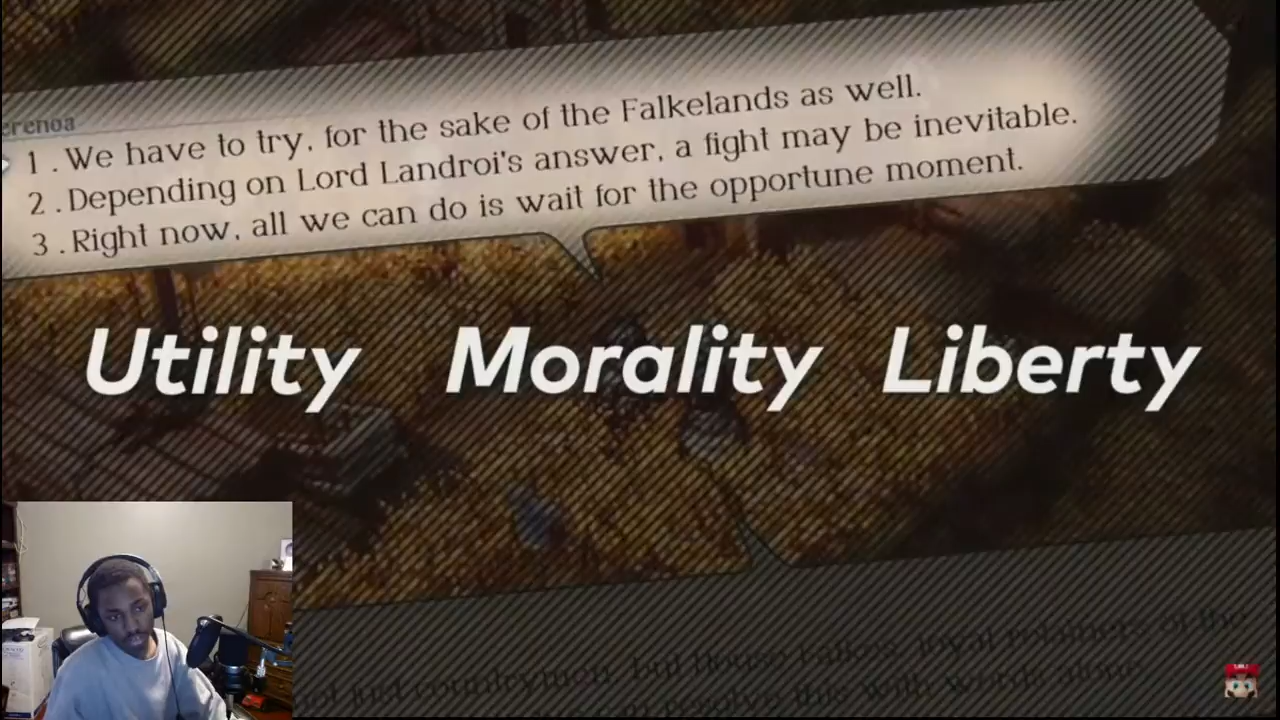 erenoa
1. We have to try, for the sake of the Falkelands as well.
2. Depending on Lord Landroi's answer, a fight may be inevitable.
3. Right now, all we can do is wait for the opportune moment.
Utility Morality Liberty